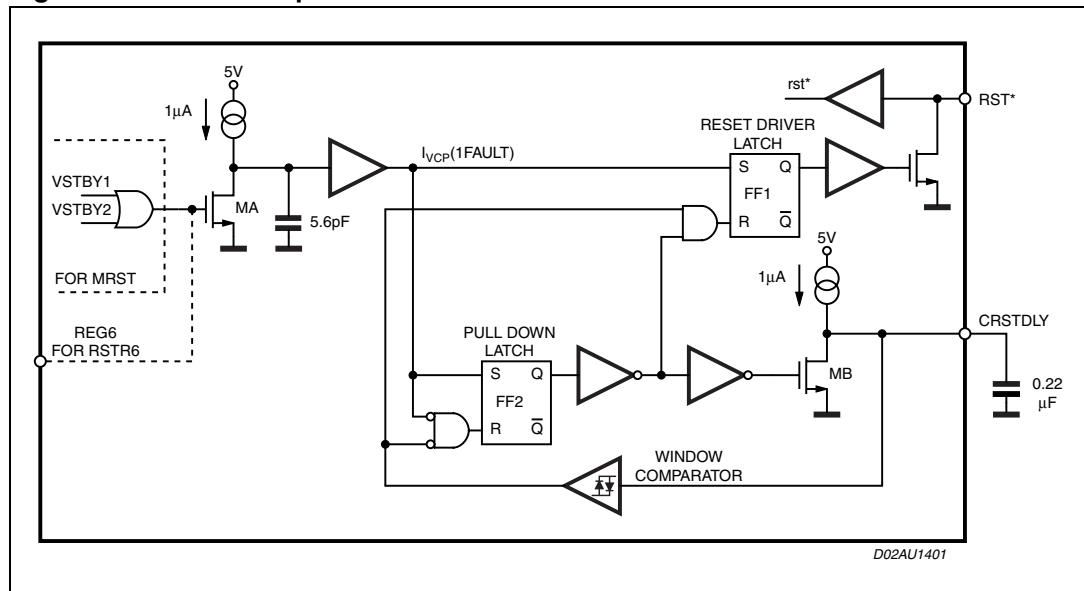 5V
1µA
rst*
RST*
RESET DRIVER
LATCH
I_VCP(1FAULT)
S Q
FF1
R Q̅
VSTBY1
VSTBY2
MA
5.6pF
FOR MRST
5V
1µA
REG6
FOR RSTR6
CRSTDLY
PULL DOWN
LATCH
S Q
FF2
R Q̅
MB
0.22
µF
WINDOW
COMPARATOR
D02AU1401